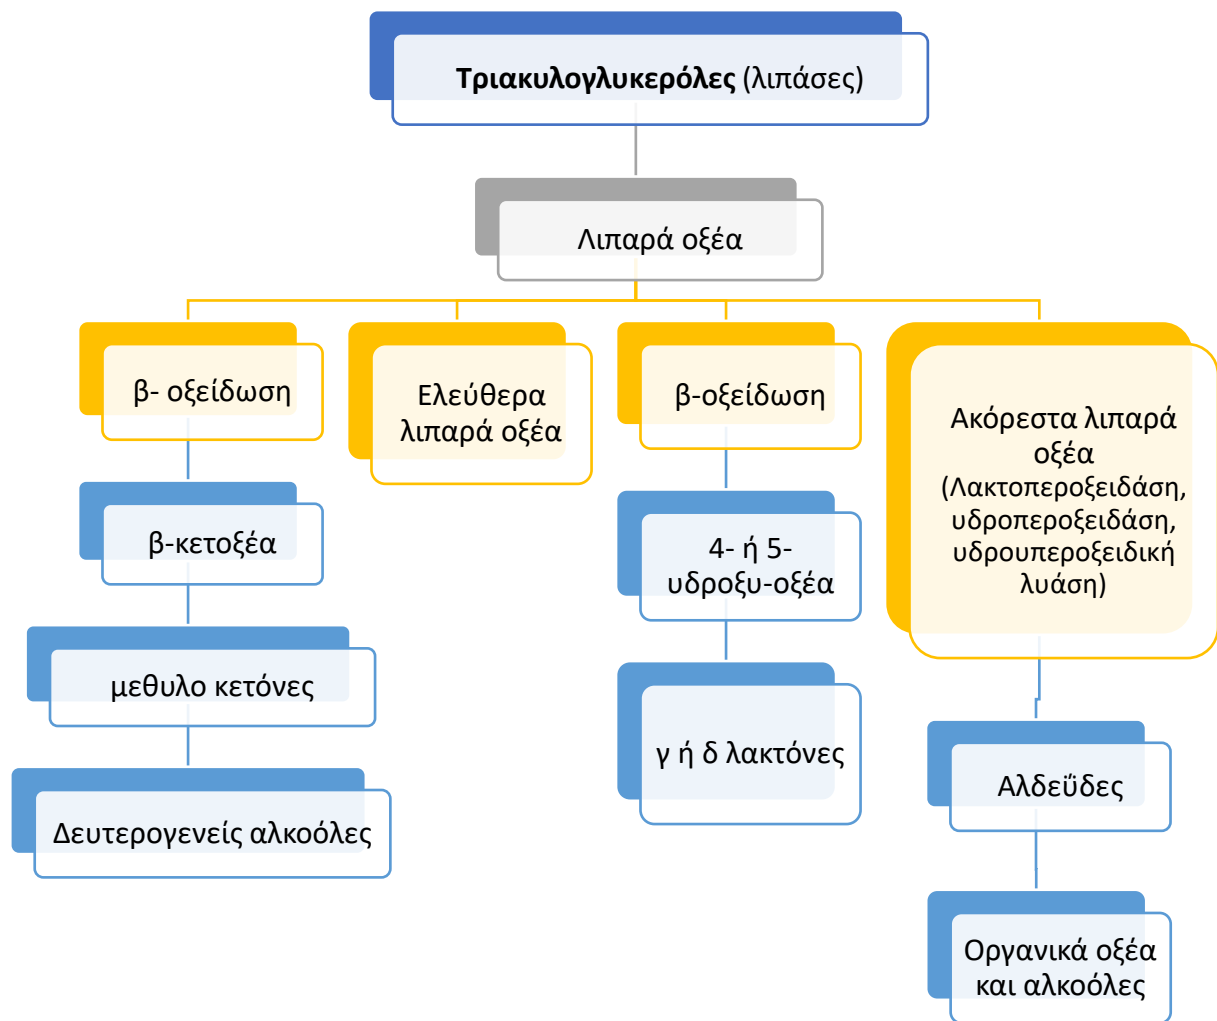 Τριακυλογλυκερόλες (λιπάσες)
Λιπαρά οξέα
β- οξείδωση
β-κετοξέα
μεθυλο κετόνες
Δευτερογενείς αλκοόλες
Ελεύθερα
λιπαρά οξέα
β-οξείδωση
4- ή 5-
υδροξυ-οξέα
γ ή δ λακτόνες
Ακόρεστα λιπαρά
οξέα
(Λακτοπεροξειδάση,
υδροπεροξειδάση,
υδρουπεροξειδική
λυάση)
Αλδεΰδες
Οργανικά οξέα
και αλκοόλες